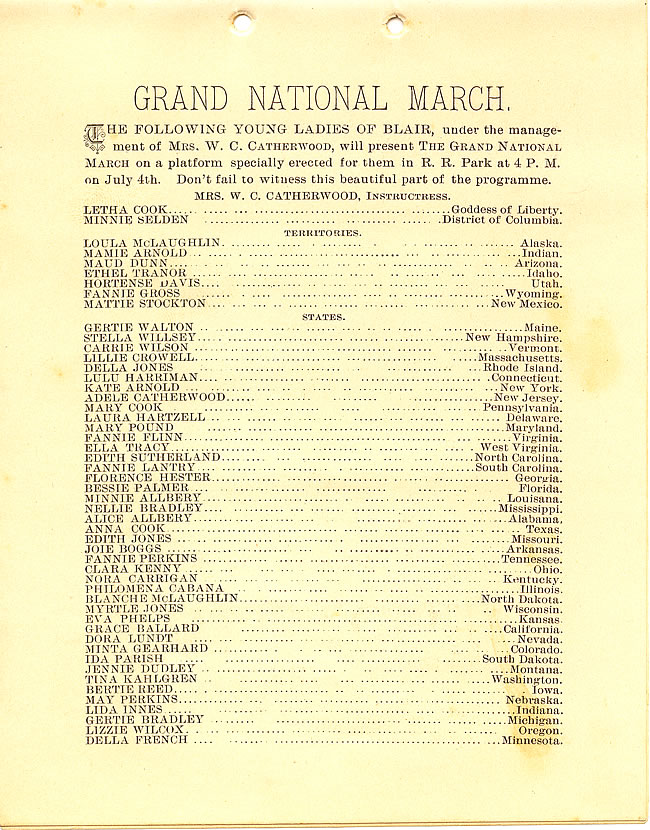 GRAND NATIONAL MARCH.
THE FOLLOWING YOUNG LADIES OF BLAIR, under the manage-
ment of MRS. W. C. CATHERWOOD, will present THE GRAND NATIONAL
MARCH on a platform specially erected for them in R. R. Park at 4 P. M.
on July 4th. Don't fail to witness this beautiful part of the programme.
MRS. W. C. CATHERWOOD, INSTRUCTRESS.
LETHA COOK Goddess of Liberty.
MINNIE SELDEN District of Columbia.
TERRITORIES.
LOULA McLAUGHLIN. Alaska.
MAMIE ARNOLD Indian.
MAUD DUNN Arizona.
ETHEL TRANOR Idaho.
HORTENSE DAVIS Utah.
FANNIE GROSS Wyoming.
MATTIE STOCKTON New Mexico.
STATES.
GERTIE WALTON Maine.
STELLA WILLSEY New Hampshire.
CARRIE WILSON Vermont.
LILLIE CROWELL Massachusetts.
DELLA JONES Rhode Island.
LULU HARRIMAN Connecticut.
KATE ARNOLD New York.
ADELE CATHERWOOD New Jersey.
MARY COOK Pennsylvania.
LAURA HARTZELL Delaware.
MARY POUND Maryland.
FANNIE FLINN Virginia.
ELLA TRACY West Virginia.
EDITH SUTHERLAND North Carolina.
FANNIE LANTRY South Carolina.
FLORENCE HESTER Georgia.
BESSIE PALMER Florida.
MINNIE ALLBERY Louisana.
NELLIE BRADLEY Mississippi.
ALICE ALLBERY Alabama.
ANNA COOK Texas.
EDITH JONES Missouri.
JOIE BOGGS Arkansas.
FANNIE PERKINS Tennessee.
CLARA KENNY Ohio.
NORA CARRIGAN Kentucky.
PHILOMENA CABANA Illinois.
BLANCHE McLAUGHLIN North Dakota.
MYRTLE JONES Wisconsin.
EVA PHELPS Kansas
GRACE BALLARD California.
DORA LUNDT Nevada.
MINTA GEARHARD Colorado.
IDA PARISH South Dakota.
JENNIE DUDLEY Montana.
TINA KAHLGREN Washington.
BERTIE REED Iowa.
MAY PERKINS Nebraska.
LIDA INNES Indiana.
GERTIE BRADLEY Michigan.
LIZZIE WILCOX Oregon.
DELLA FRENCH Minnesota.